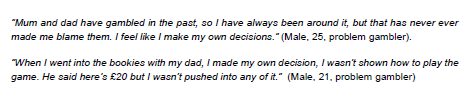 "Mum and dad have gambled in the past, so I have always been around it, but that has never ever
made me blame them. I feel like I make my own decisions." (Male, 25, problem gambler).
"When I went into the bookies with my dad, I made my own decision, I wasn't shown how to play the
game. He said here's £20 but I wasn't pushed into any of it." (Male, 21, problem gambler)